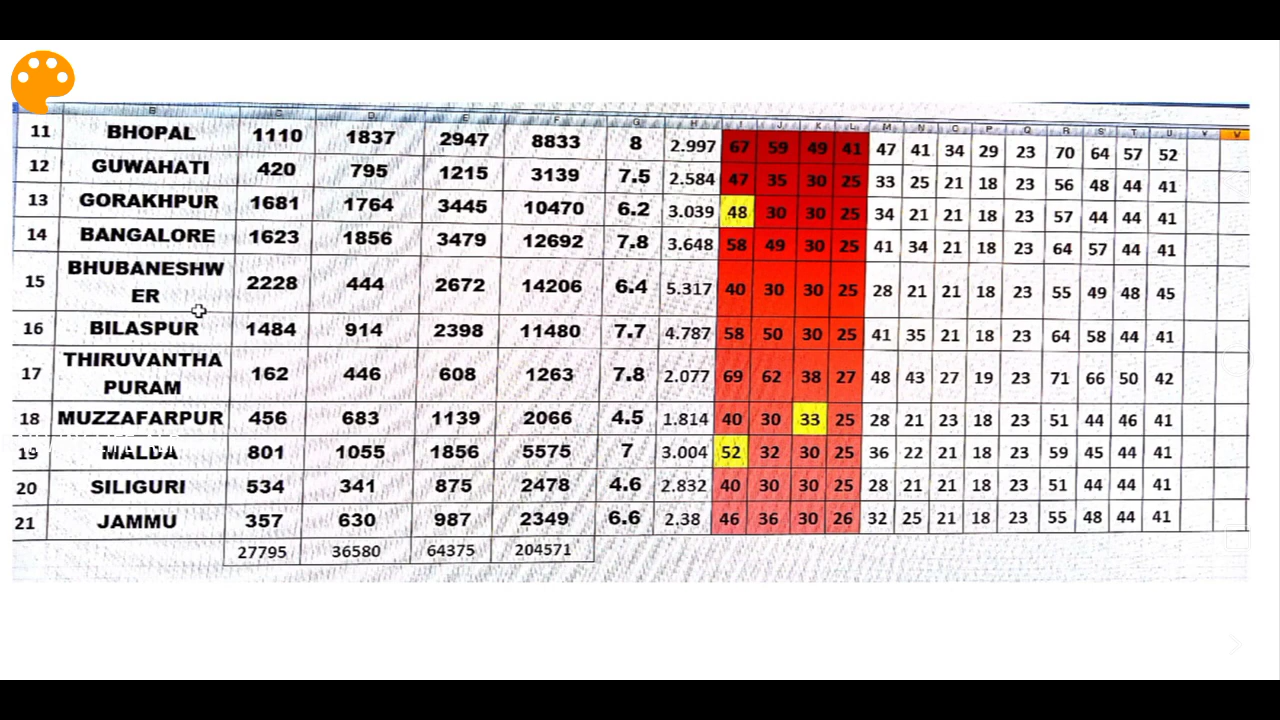 B C D E F G H I J K L M N O P Q R S T U V W
11 BHOPAL 1110 1837 2947 8833 8 2.997 67 59 49 41 47 41 34 29 23 70 64 57 52
12 GUWAHATI 420 795 1215 3139 7.5 2.584 47 35 30 25 33 25 21 18 23 56 48 44 41
13 GORAKHPUR 1681 1764 3445 10470 6.2 3.039 48 30 30 25 34 21 21 18 23 57 44 44 41
14 BANGALORE 1623 1856 3479 12692 7.8 3.648 58 49 30 25 41 34 21 18 23 64 57 44 41
15 BHUBANESHW 2228 444 2672 14206 6.4 5.317 40 30 30 25 28 21 21 18 23 55 49 48 45
ER
16 BILASPUR 1484 914 2398 11480 7.7 4.787 58 50 30 25 41 35 21 18 23 64 58 44 41
17 THIRUVANTHA 162 446 608 1263 7.8 2.077 69 62 38 27 48 43 27 19 23 71 66 50 42
PURAM
18 MUZZAFARPUR 456 683 1139 2066 4.5 1.814 40 30 33 25 28 21 23 18 23 51 44 46 41
19 MALDA 801 1055 1856 5575 7 3.004 52 32 30 25 36 22 21 18 23 59 45 44 41
20 SILIGURI 534 341 875 2478 4.6 2.832 40 30 30 25 28 21 21 18 23 51 44 44 41
21 JAMMU 357 630 987 2349 6.6 2.38 46 36 30 26 32 25 21 18 23 55 48 44 41
27795 36580 64375 204571